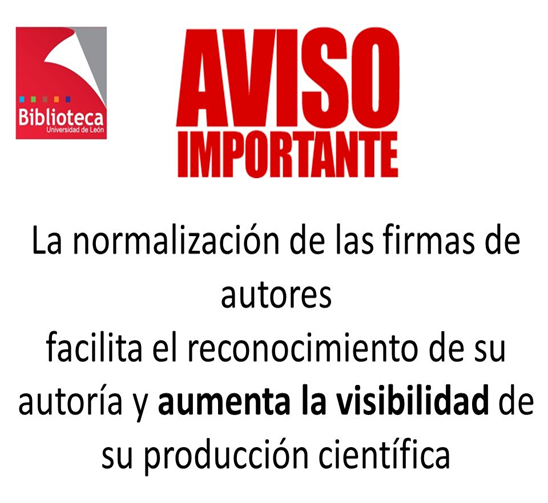 Biblioteca
Universidad de León
AVISO
IMPORTANTE
La normalización de las firmas de
autores
facilita el reconocimiento de su
autoría y aumenta la visibilidad de
su producción científica